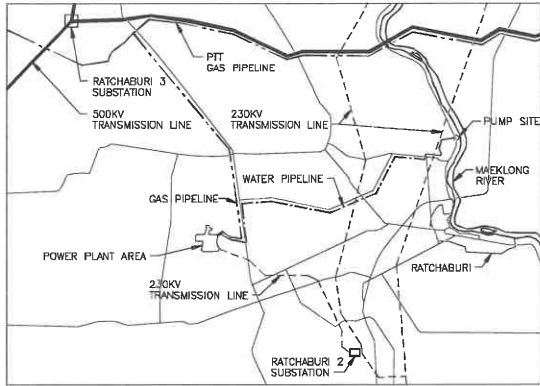 PTT
GAS PIPELINE
RATCHABURI 3
SUBSTATION
500KV
TRANSMISSION LINE
230KV
TRANSMISSION LINE
PUMP SITE
WATER PIPELINE
MAEKLONG
RIVER
GAS PIPELINE
POWER PLANT AREA
RATCHABURI
230KV
TRANSMISSION LINE
RATCHABURI 2
SUBSTATION